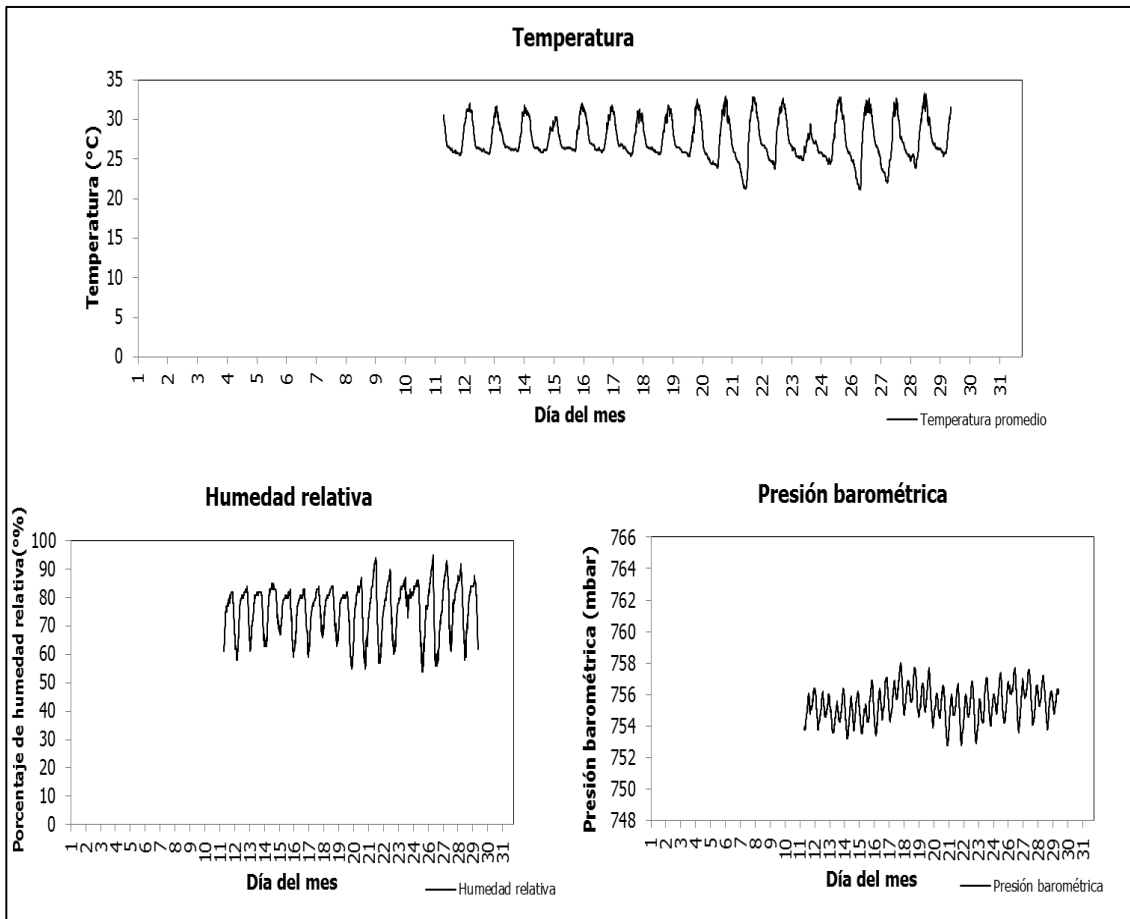 Temperatura
Temperatura (°C)
35
30
25
20
15
10
5
0
1 2 3 4 5 6 7 8 9 10 11 12 13 14 15 16 17 18 19 20 21 22 23 24 25 26 27 28 29 31
Día del mes
Temperatura promedio
Humedad relativa
Porcentaje de humedad relativa(°%)
100
90
80
70
60
50
40
30
20
10
0
1 2 3 4 5 6 7 8 9 10 11 12 13 14 15 16 17 18 19 20 21 22 23 24 25 26 27 28 29 30 31
Día del mes
Humedad relativa
Presión barométrica
Presión barométrica (mbar)
766
764
762
760
758
756
754
752
750
748
1 2 3 4 5 6 7 8 9 10 11 12 13 14 15 16 17 18 19 20 21 22 23 24 25 26 27 28 29 30 31
Día del mes
Presión barométrica